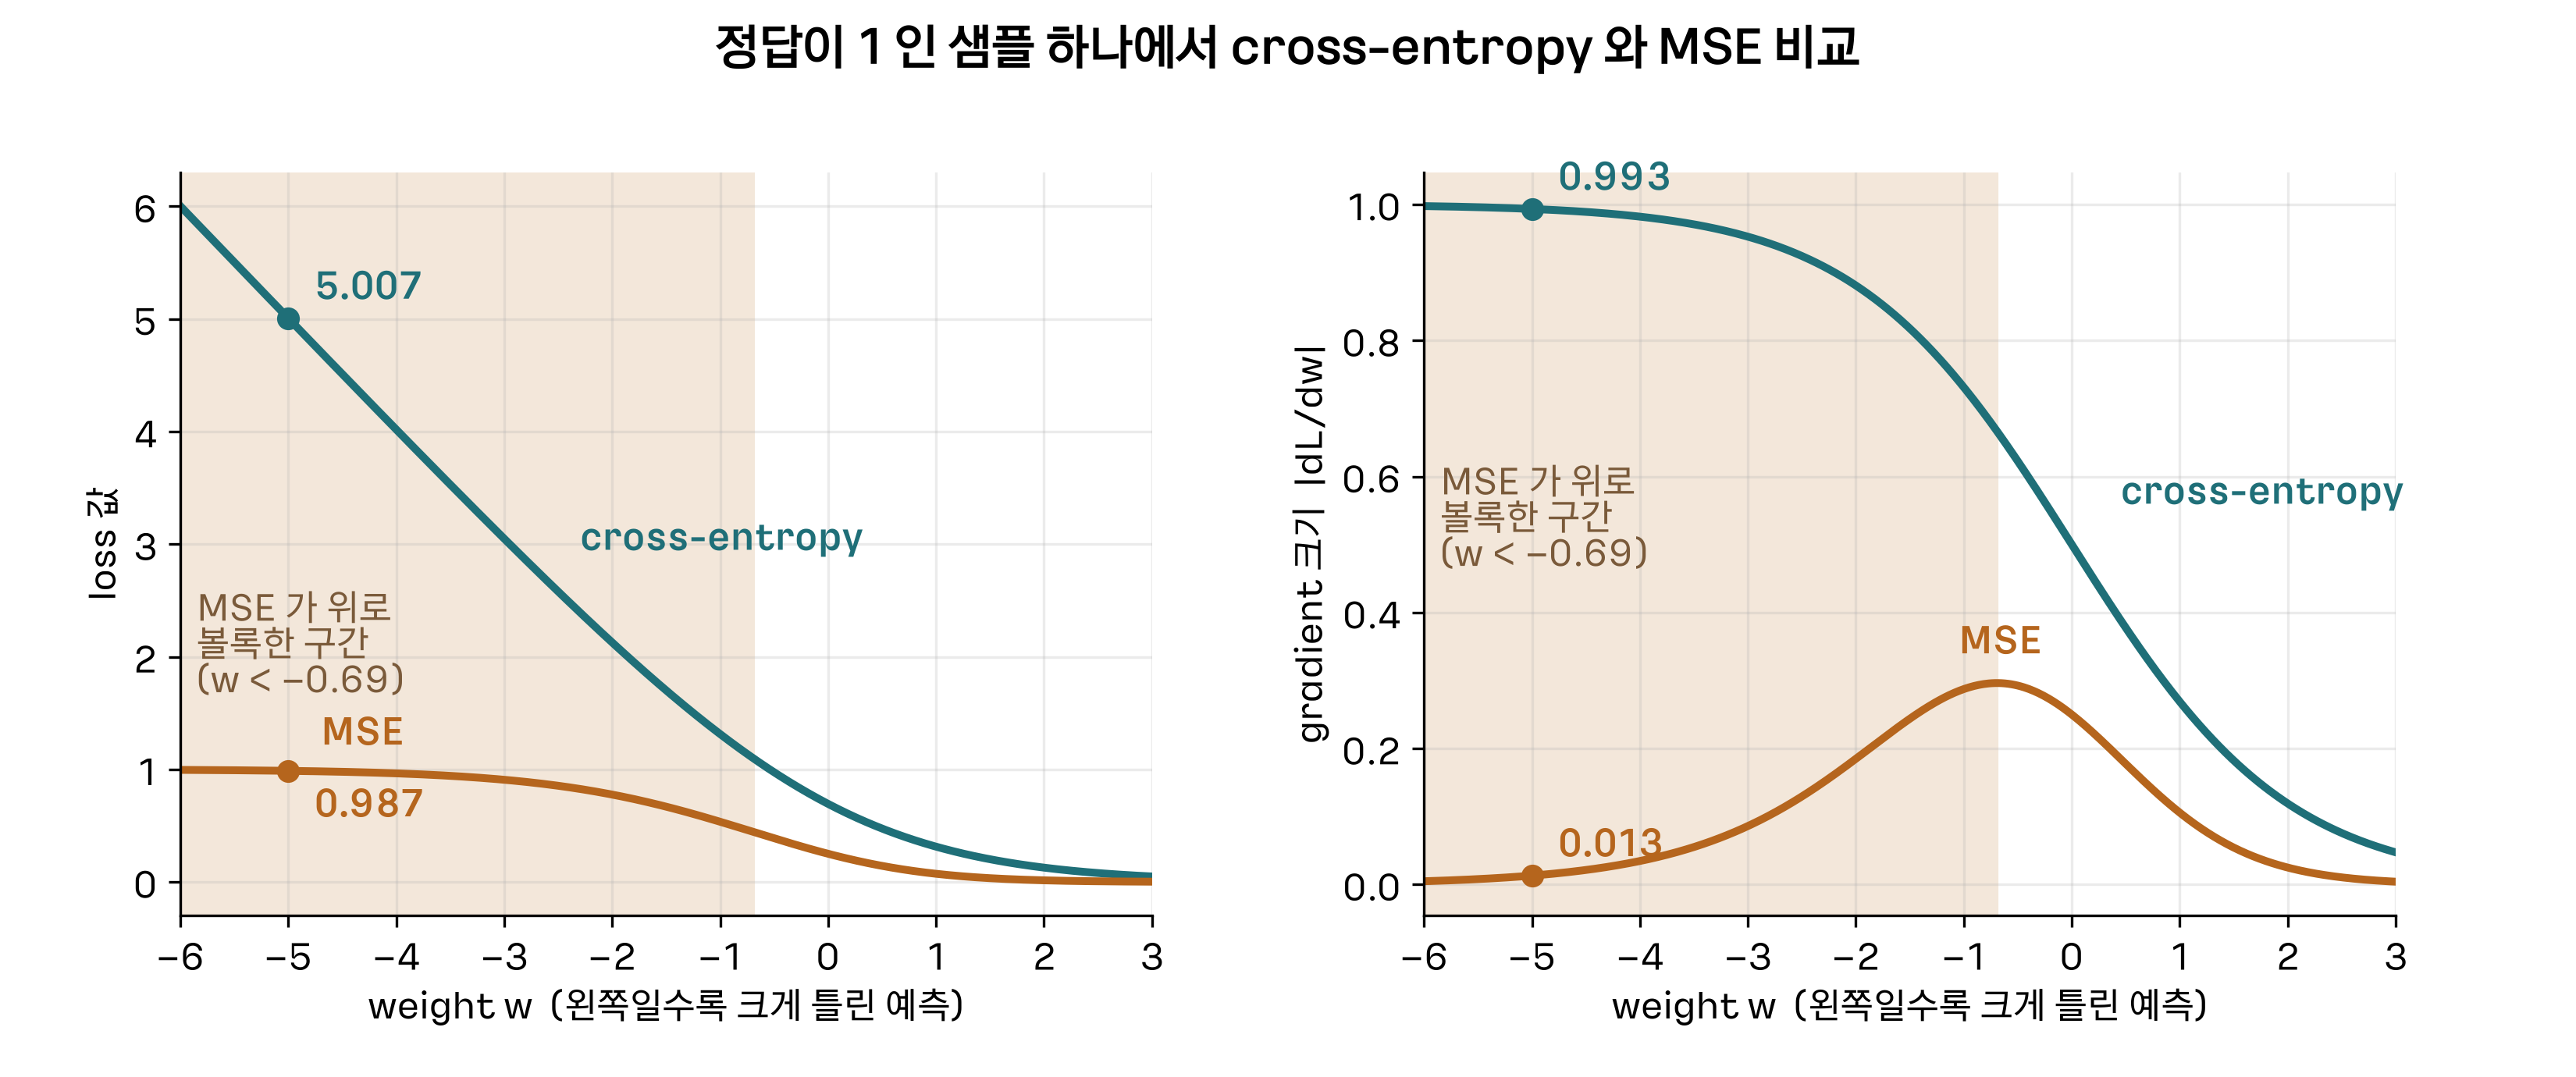 정답이 1 인 샘플 하나에서 cross-entropy 와 MSE 비교
loss 값
6
5
4
3
2
1
0
5.007
cross-entropy
MSE 가 위로
볼록한 구간
(w < −0.69)
MSE
0.987
−6 −5 −4 −3 −2 −1 0 1 2 3
weight w (왼쪽일수록 크게 틀린 예측)
gradient 크기 |dL/dw|
1.0
0.8
0.6
0.4
0.2
0.0
0.993
cross-entropy
MSE 가 위로
볼록한 구간
(w < −0.69)
MSE
0.013
−6 −5 −4 −3 −2 −1 0 1 2 3
weight w (왼쪽일수록 크게 틀린 예측)